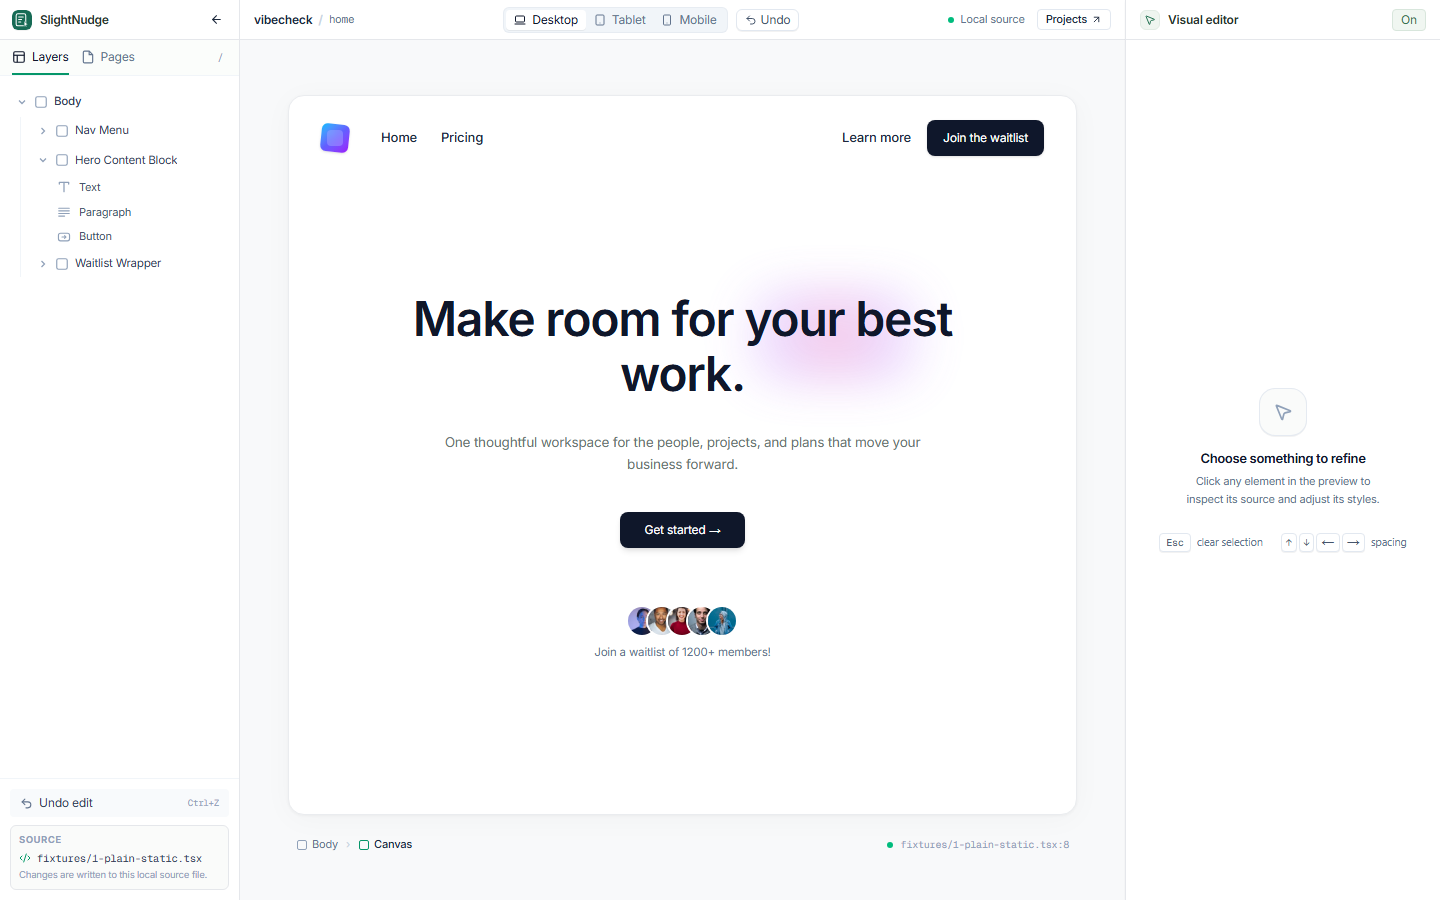 SlightNudge
vibecheck / home
Desktop Tablet Mobile
Undo
Local source
Projects ↗
Visual editor
On
Layers
Pages
/
Body
Nav Menu
Hero Content Block
Text
Paragraph
Button
Waitlist Wrapper
Home
Pricing
Learn more
Join the waitlist
Make room for your best
work.
One thoughtful workspace for the people, projects, and plans that move your
business forward.
Get started →
Join a waitlist of 1200+ members!
Choose something to refine
Click any element in the preview to
inspect its source and adjust its styles.
Esc clear selection ↑ ↓ ← → spacing
Undo edit Ctrl+Z
SOURCE
</> fixtures/1-plain-static.tsx
Changes are written to this local source file.
Body › Canvas
fixtures/1-plain-static.tsx:8